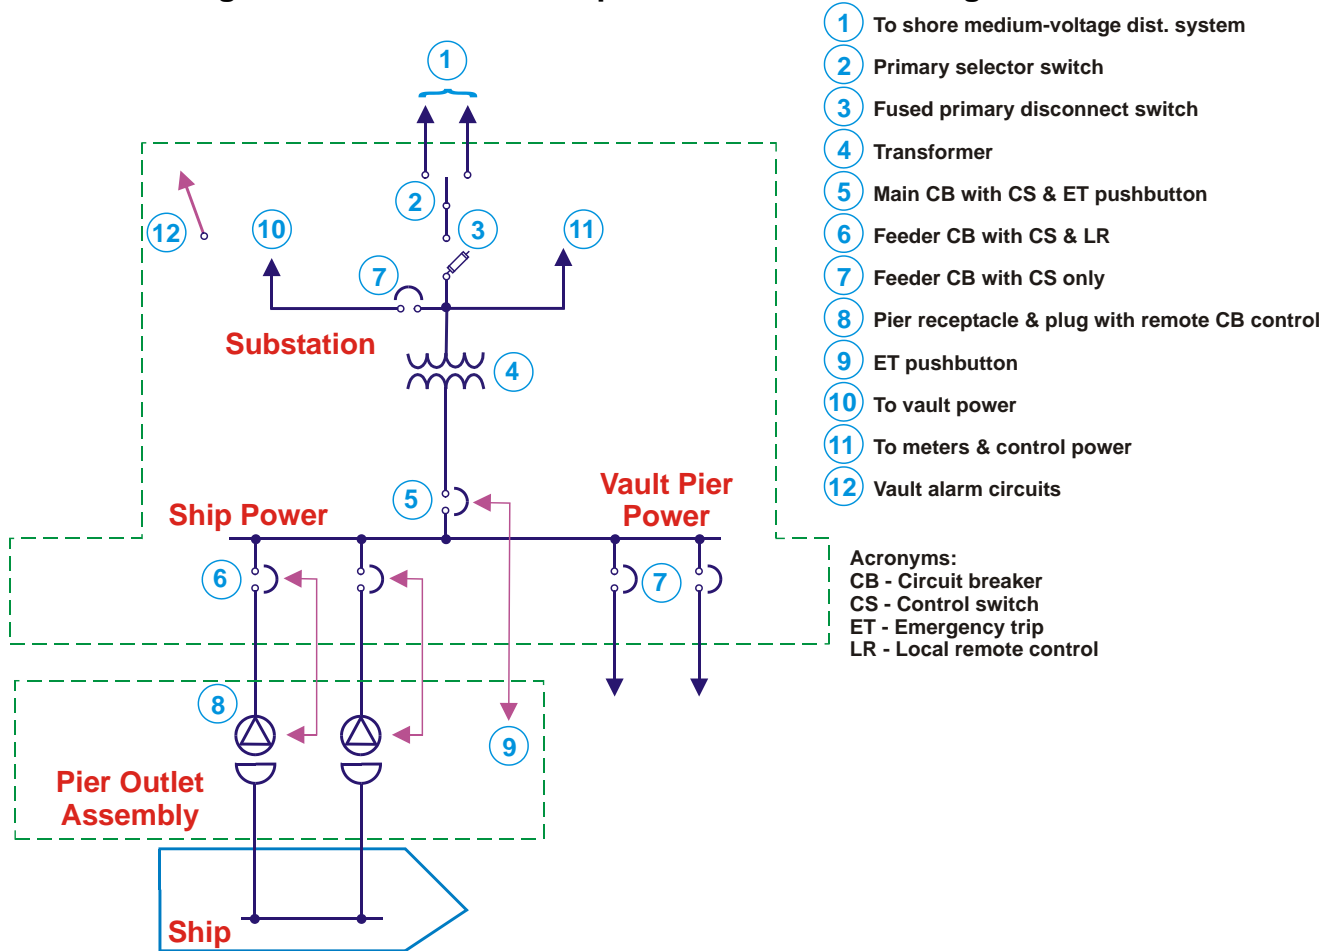 1 To shore medium-voltage dist. system
2 Primary selector switch
3 Fused primary disconnect switch
4 Transformer
5 Main CB with CS & ET pushbutton
6 Feeder CB with CS & LR
7 Feeder CB with CS only
8 Pier receptacle & plug with remote CB control
9 ET pushbutton
10 To vault power
11 To meters & control power
12 Vault alarm circuits
Acronyms:
CB - Circuit breaker
CS - Control switch
ET - Emergency trip
LR - Local remote control
1
2
12
10
3
11
7
Substation
4
5
Vault Pier
Power
Ship Power
6
7
8
9
Pier Outlet
Assembly
Ship